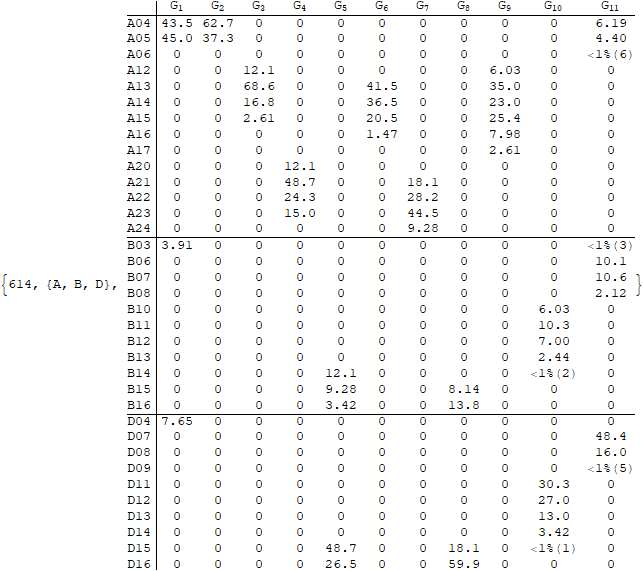 G1 G2 G3 G4 G5 G6 G7 G8 G9 G10 G11
A04 43.5 62.7 0 0 0 0 0 0 0 0 6.19
A05 45.0 37.3 0 0 0 0 0 0 0 0 4.40
A06 0 0 0 0 0 0 0 0 0 0 <1%(6)
A12 0 0 12.1 0 0 0 0 0 6.03 0 0
A13 0 0 68.6 0 0 41.5 0 0 35.0 0 0
A14 0 0 16.8 0 0 36.5 0 0 23.0 0 0
A15 0 0 2.61 0 0 20.5 0 0 25.4 0 0
A16 0 0 0 0 0 1.47 0 0 7.98 0 0
A17 0 0 0 0 0 0 0 0 2.61 0 0
A20 0 0 0 12.1 0 0 0 0 0 0 0
A21 0 0 0 48.7 0 0 18.1 0 0 0 0
A22 0 0 0 24.3 0 0 28.2 0 0 0 0
A23 0 0 0 15.0 0 0 44.5 0 0 0 0
A24 0 0 0 0 0 0 9.28 0 0 0 0
B03 3.91 0 0 0 0 0 0 0 0 0 <1%(3)
B06 0 0 0 0 0 0 0 0 0 0 10.1
B07 0 0 0 0 0 0 0 0 0 0 10.6
{614, {A, B, D}, B08 0 0 0 0 0 0 0 0 0 0 2.12 }
B10 0 0 0 0 0 0 0 0 0 6.03 0
B11 0 0 0 0 0 0 0 0 0 10.3 0
B12 0 0 0 0 0 0 0 0 0 7.00 0
B13 0 0 0 0 0 0 0 0 0 2.44 0
B14 0 0 0 0 12.1 0 0 0 0 <1%(2) 0
B15 0 0 0 0 9.28 0 0 8.14 0 0 0
B16 0 0 0 0 3.42 0 0 13.8 0 0 0
D04 7.65 0 0 0 0 0 0 0 0 0 0
D07 0 0 0 0 0 0 0 0 0 0 48.4
D08 0 0 0 0 0 0 0 0 0 0 16.0
D09 0 0 0 0 0 0 0 0 0 0 <1%(5)
D11 0 0 0 0 0 0 0 0 0 30.3 0
D12 0 0 0 0 0 0 0 0 0 27.0 0
D13 0 0 0 0 0 0 0 0 0 13.0 0
D14 0 0 0 0 0 0 0 0 0 3.42 0
D15 0 0 0 0 48.7 0 0 18.1 0 <1%(1) 0
D16 0 0 0 0 26.5 0 0 59.9 0 0 0